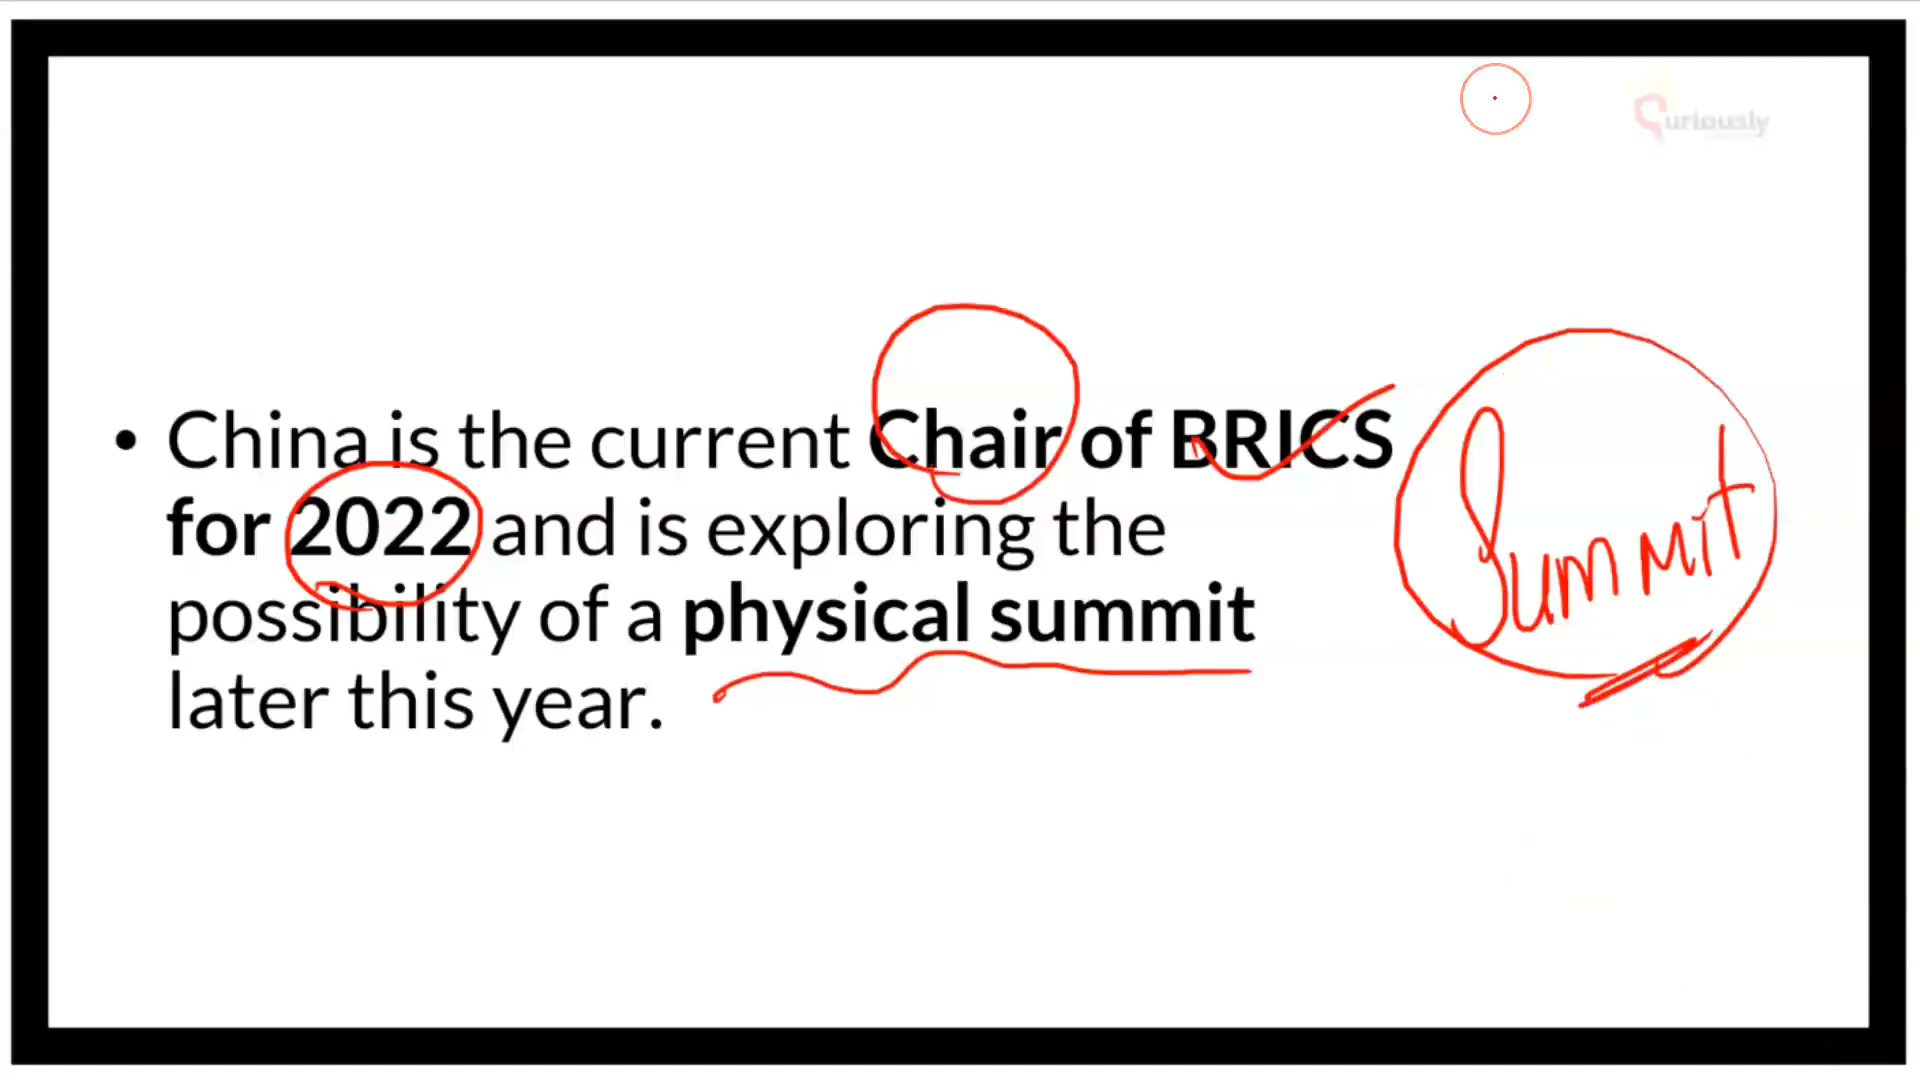 Curiously
• China is the current Chair of BRICS
for 2022 and is exploring the
possibility of a physical summit
later this year.
Summit